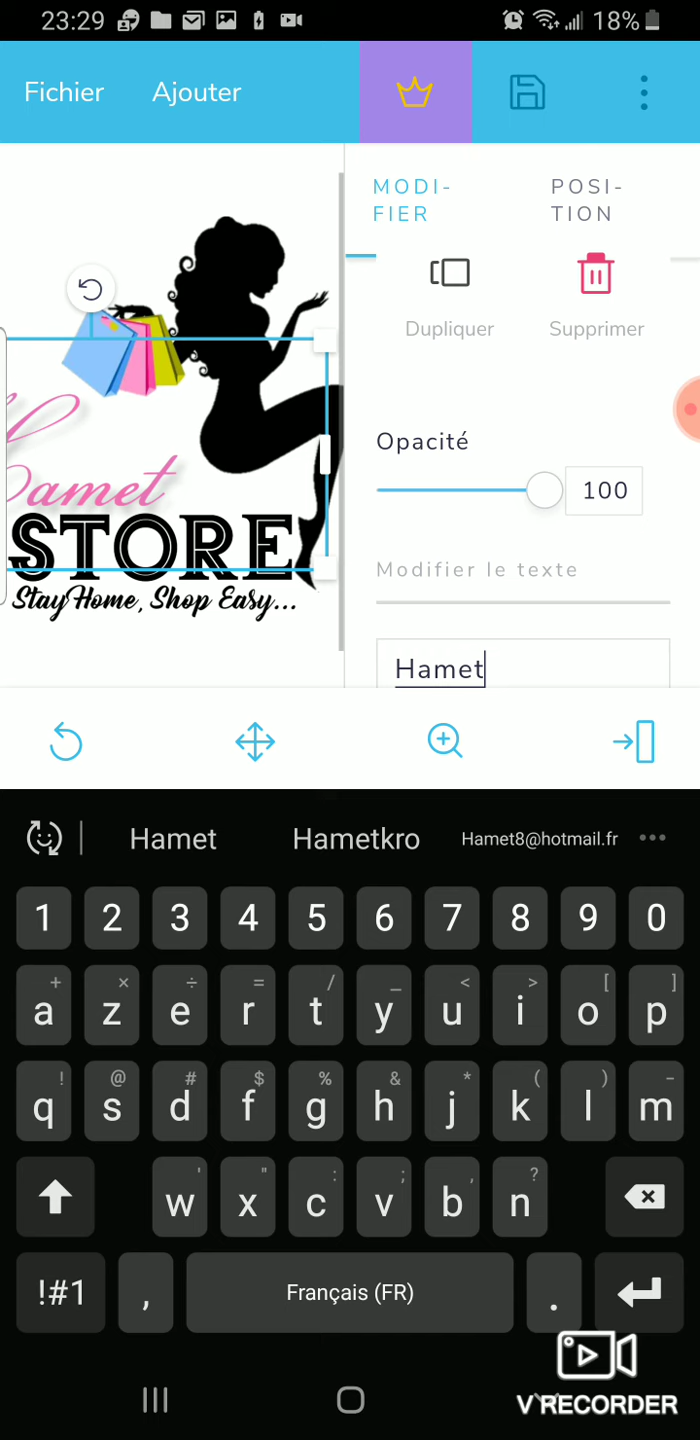 23:29
18%
Fichier Ajouter
MODI-
FIER
POSI-
TION
Dupliquer Supprimer
Opacité
100
amet
STORE
Stay Home, Shop Easy...
Modifier le texte
Hamet
Hamet Hametkro Hamet8@hotmail.fr
1 2 3 4 5 6 7 8 9 0
+ × ÷ = / _ < > [ ]
a z e r t y u i o p
! @ # $ % & * ( ) -
q s d f g h j k l m
' " : ; , ?
w x c v b n
!#1 , Français (FR) .
V RECORDER